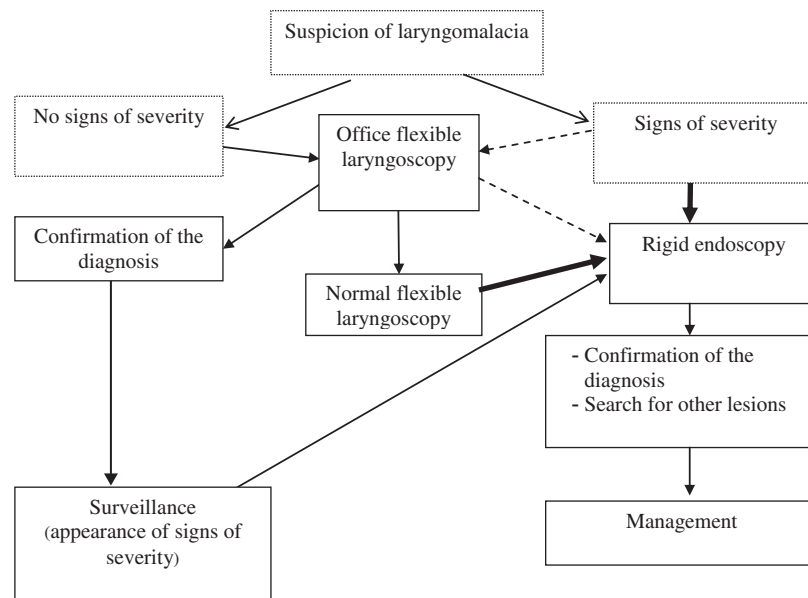 Suspicion of laryngomalacia
No signs of severity
Office flexible
laryngoscopy
Signs of severity
Confirmation of the
diagnosis
Rigid endoscopy
Normal flexible
laryngoscopy
- Confirmation of the
diagnosis
- Search for other lesions
Surveillance
(appearance of signs of
severity)
Management